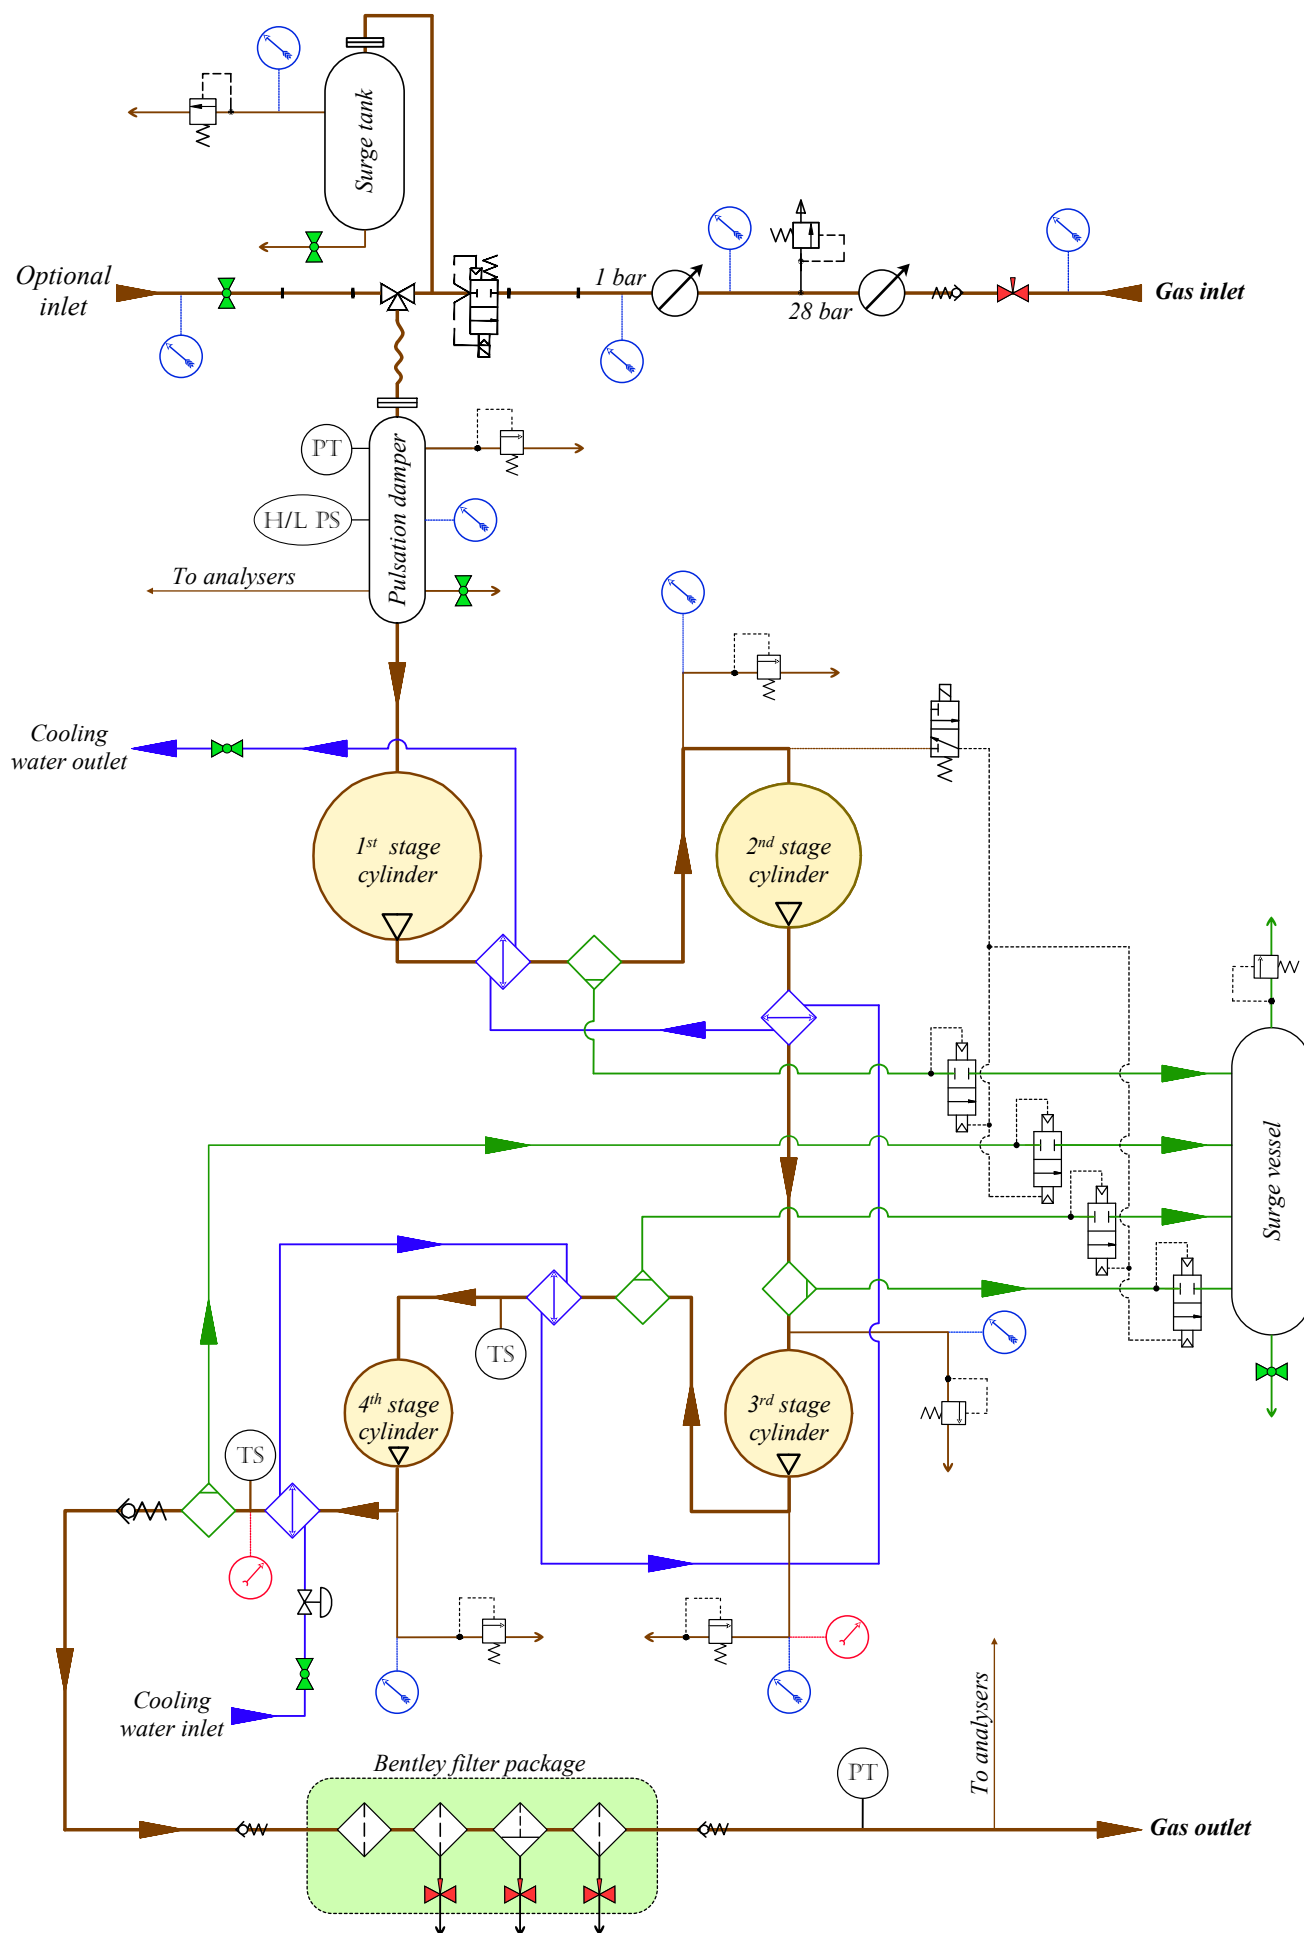 Surge tank
Optional
inlet
1 bar
28 bar
Gas inlet
PT
Pulsation damper
H/L PS
To analysers
Cooling
water outlet
1st stage
cylinder
2nd stage
cylinder
Surge vessel
TS
4th stage
cylinder
3rd stage
cylinder
TS
Cooling
water inlet
To analysers
Bentley filter package
PT
Gas outlet